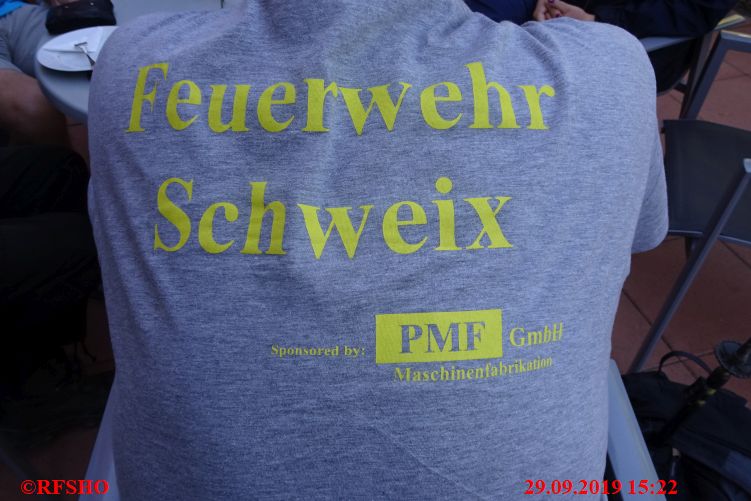 Feuerwehr
Schweix
Sponsored by: PMF GmbH
Maschinenfabrikation
©RFSHO 29.09.2019 15:22